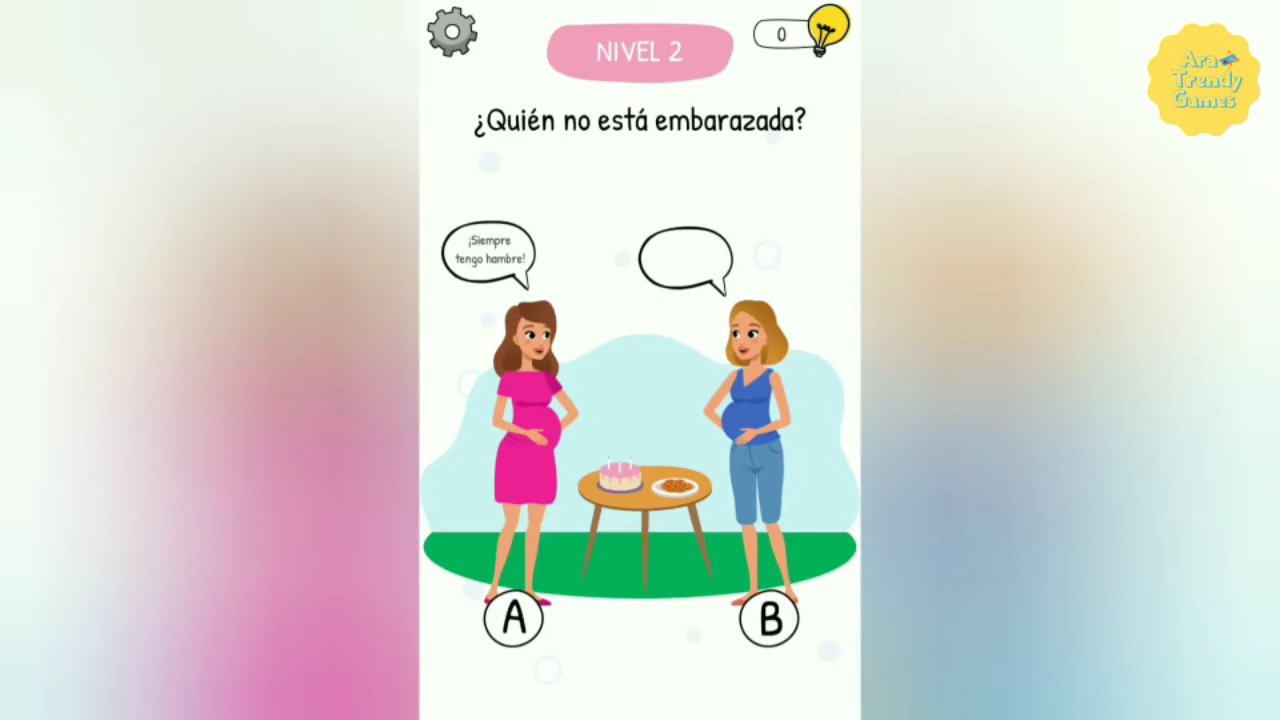 NIVEL 2
0
Ara
Trendy
Games
¿Quién no está embarazada?
¡Siempre
tengo hambre!
A
B